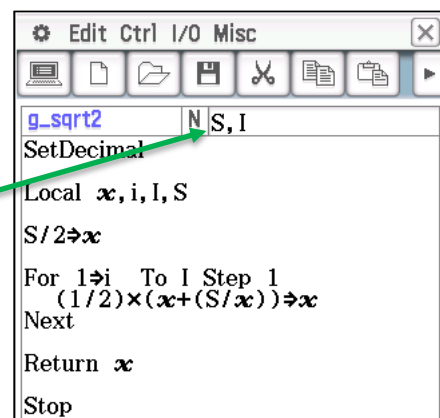 Edit Ctrl I/O Misc
g_sqrt2 N S,I
SetDecimal
Local x,i,I,S
S/2⇒x
For 1⇒i To I Step 1
(1/2)×(x+(S/x))⇒x
Next
Return x
Stop